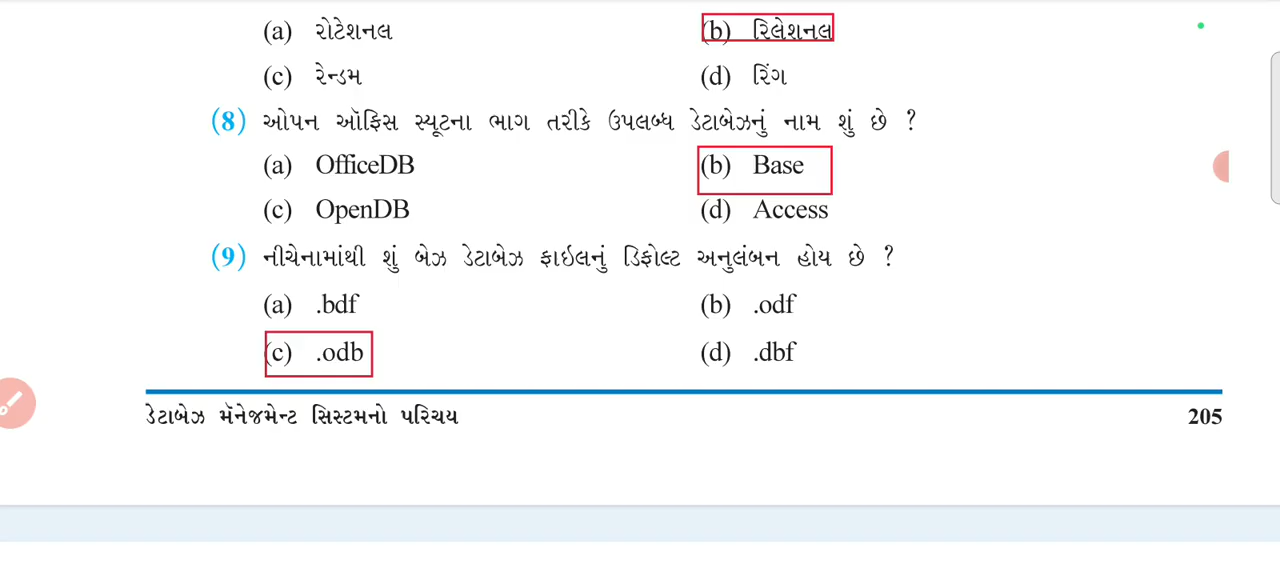 (a) રોટેશનલ (b) રિલેશનલ
(c) રેન્ડમ (d) રિંગ
(8) ઓપન ઑફિસ સ્યૂટના ભાગ તરીકે ઉપલબ્ધ ડેટાબેઝનું નામ શું છે ?
(a) OfficeDB (b) Base
(c) OpenDB (d) Access
(9) નીચેનામાંથી શું બેઝ ડેટાબેઝ ફાઇલનું ડિફોલ્ટ અનુલંબન હોય છે ?
(a) .bdf (b) .odf
(c) .odb (d) .dbf
ડેટાબેઝ મૅનેજમેન્ટ સિસ્ટમનો પરિચય 205